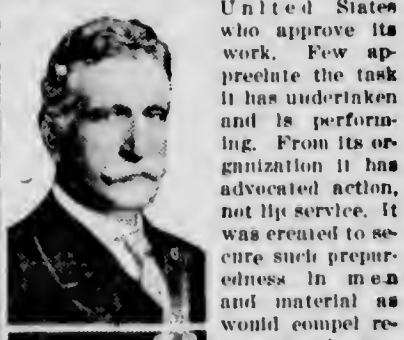 United States
who approve its
work. Few ap-
preciate the task
it has undertaken
and is perform-
ing. From its or-
ganization it has
advocated action,
not lip service. It
was created to se-
cure such prepar-
edness in men
and material as
would compel re-